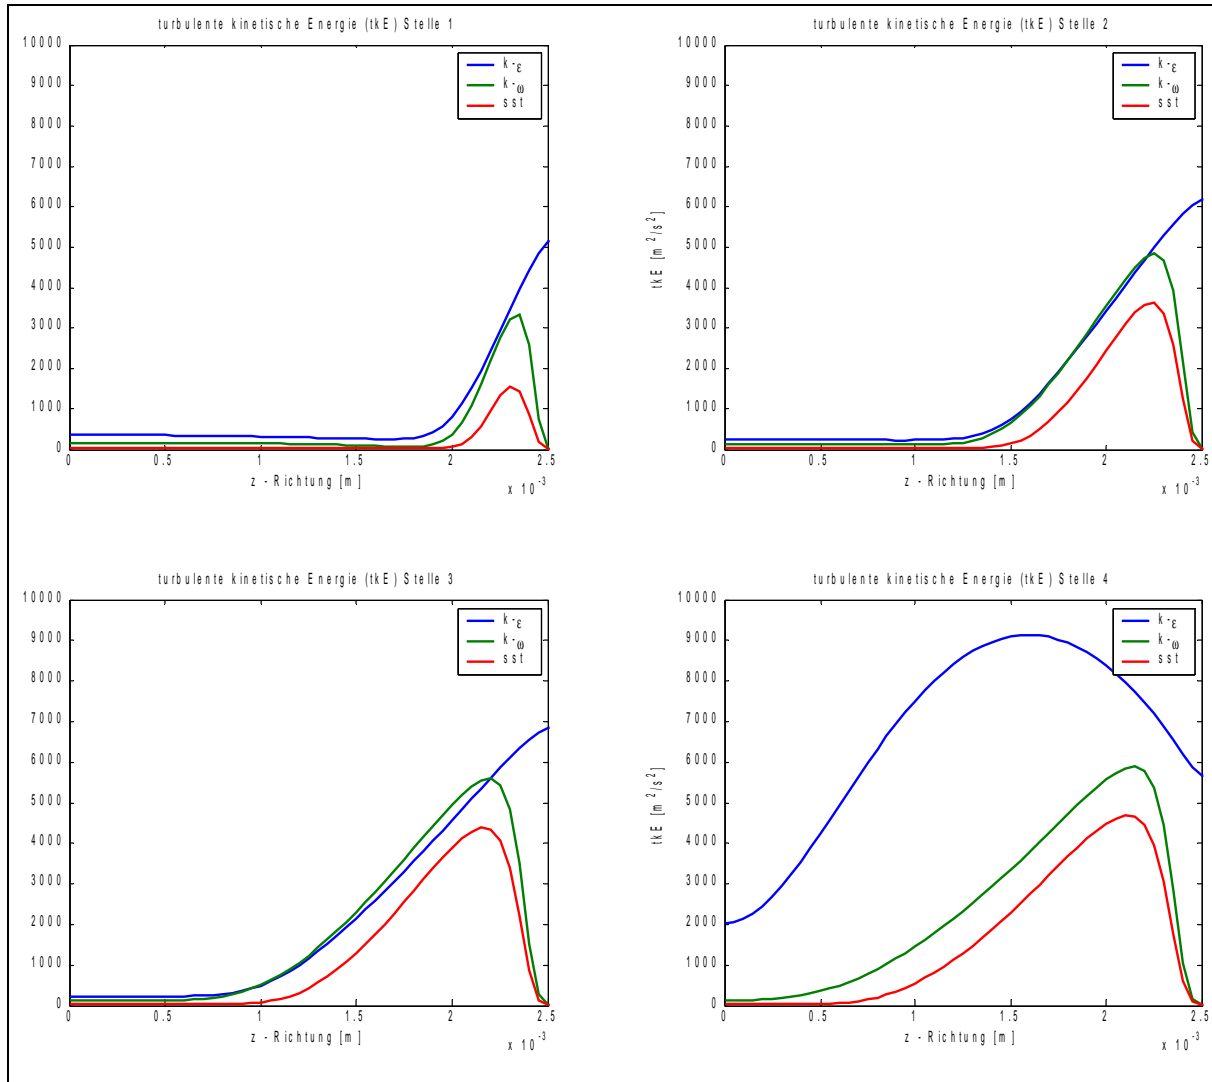 turbulente kinetische Energie (tkE) Stelle 1
10000
9000
8000
7000
6000
5000
4000
3000
2000
1000
0
k-ε
k-ω
sst
0 0.5 1 1.5 2 2.5
z - Richtung [m]
x 10⁻³
turbulente kinetische Energie (tkE) Stelle 2
10000
9000
8000
7000
6000
5000
4000
3000
2000
1000
0
tkE [m²/s²]
k-ε
k-ω
sst
0 0.5 1 1.5 2 2.5
z - Richtung [m]
x 10⁻³
turbulente kinetische Energie (tkE) Stelle 3
10000
9000
8000
7000
6000
5000
4000
3000
2000
1000
0
k-ε
k-ω
sst
0 0.5 1 1.5 2 2.5
z - Richtung [m]
x 10⁻³
turbulente kinetische Energie (tkE) Stelle 4
10000
9000
8000
7000
6000
5000
4000
3000
2000
1000
0
tkE [m²/s²]
k-ε
k-ω
sst
0 0.5 1 1.5 2 2.5
z - Richtung [m]
x 10⁻³